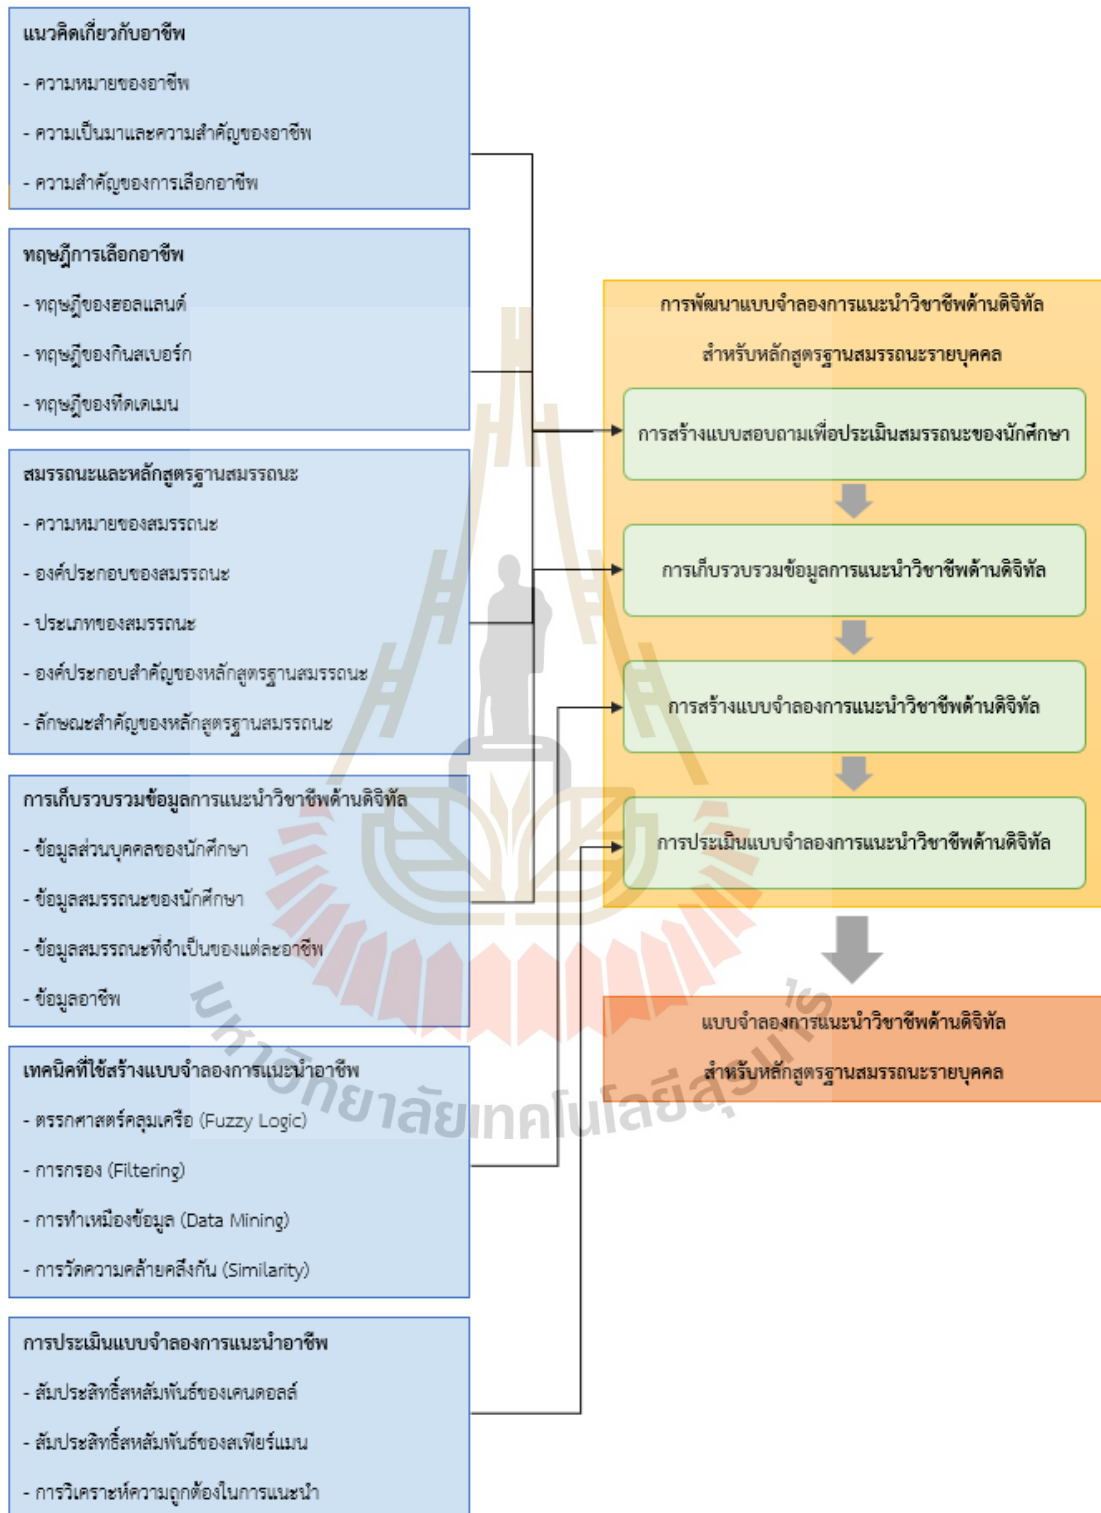 แนวคิดเกี่ยวกับอาชีพ
- ความหมายของอาชีพ
- ความเป็นมาและความสำคัญของอาชีพ
- ความสำคัญของการเลือกอาชีพ
ทฤษฎีการเลือกอาชีพ
- ทฤษฎีของฮอลแลนด์
- ทฤษฎีของกินสเบอร์ก
- ทฤษฎีของทีดเดเมน
สมรรถนะและหลักสูตรฐานสมรรถนะ
- ความหมายของสมรรถนะ
- องค์ประกอบของสมรรถนะ
- ประเภทของสมรรถนะ
- องค์ประกอบสำคัญของหลักสูตรฐานสมรรถนะ
- ลักษณะสำคัญของหลักสูตรฐานสมรรถนะ
การเก็บรวบรวมข้อมูลการแนะนำวิชาชีพด้านดิจิทัล
- ข้อมูลส่วนบุคคลของนักศึกษา
- ข้อมูลสมรรถนะของนักศึกษา
- ข้อมูลสมรรถนะที่จำเป็นของแต่ละอาชีพ
- ข้อมูลอาชีพ
เทคนิคที่ใช้สร้างแบบจำลองการแนะนำอาชีพ
- ตรรกศาสตร์คลุมเครือ (Fuzzy Logic)
- การกรอง (Filtering)
- การทำเหมืองข้อมูล (Data Mining)
- การวัดความคล้ายคลึงกัน (Similarity)
การประเมินแบบจำลองการแนะนำอาชีพ
- สัมประสิทธิ์สหสัมพันธ์ของเคนดอลล์
- สัมประสิทธิ์สหสัมพันธ์ของสเพียร์แมน
- การวิเคราะห์ความถูกต้องในการแนะนำ
การพัฒนาแบบจำลองการแนะนำวิชาชีพด้านดิจิทัล
สำหรับหลักสูตรฐานสมรรถนะรายบุคคล
การสร้างแบบสอบถามเพื่อประเมินสมรรถนะของนักศึกษา
การเก็บรวบรวมข้อมูลการแนะนำวิชาชีพด้านดิจิทัล
การสร้างแบบจำลองการแนะนำวิชาชีพด้านดิจิทัล
การประเมินแบบจำลองการแนะนำวิชาชีพด้านดิจิทัล
แบบจำลองการแนะนำวิชาชีพด้านดิจิทัล
สำหรับหลักสูตรฐานสมรรถนะรายบุคคล
มหาวิทยาลัยเทคโนโลยีสุรนารี